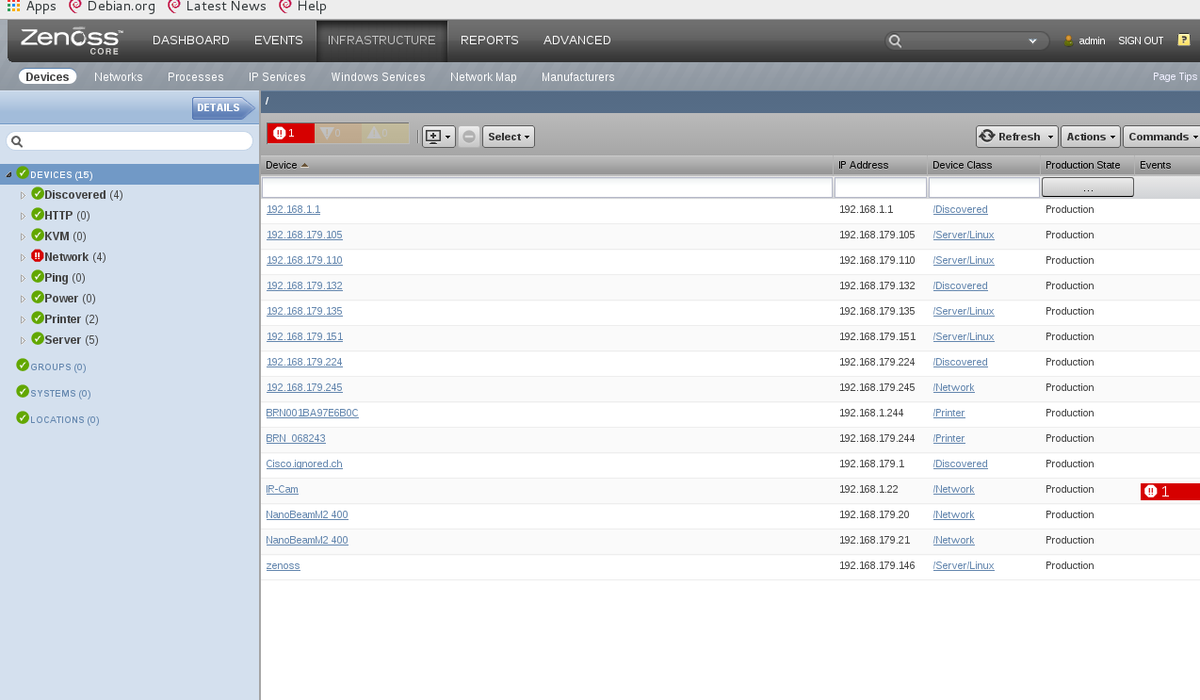 Apps Debian.org Latest News Help
Zenoss™ CORE DASHBOARD EVENTS INFRASTRUCTURE REPORTS ADVANCED admin SIGN OUT ?
Devices Networks Processes IP Services Windows Services Network Map Manufacturers Page Tips
DETAILS /
1 0 0 Select Refresh Actions Commands
Device IP Address Device Class Production State Events
...
DEVICES (15)
Discovered (4)
HTTP (0)
KVM (0)
Network (4)
Ping (0)
Power (0)
Printer (2)
Server (5)
GROUPS (0)
SYSTEMS (0)
LOCATIONS (0)
192.168.1.1 192.168.1.1 /Discovered Production
192.168.179.105 192.168.179.105 /Server/Linux Production
192.168.179.110 192.168.179.110 /Server/Linux Production
192.168.179.132 192.168.179.132 /Discovered Production
192.168.179.135 192.168.179.135 /Server/Linux Production
192.168.179.151 192.168.179.151 /Server/Linux Production
192.168.179.224 192.168.179.224 /Discovered Production
192.168.179.245 192.168.179.245 /Network Production
BRN001BA97E6B0C 192.168.1.244 /Printer Production
BRN_068243 192.168.179.244 /Printer Production
Cisco.ignored.ch 192.168.179.1 /Discovered Production
IR-Cam 192.168.1.22 /Network Production 1
NanoBeamM2 400 192.168.179.20 /Network Production
NanoBeamM2 400 192.168.179.21 /Network Production
zenoss 192.168.179.146 /Server/Linux Production